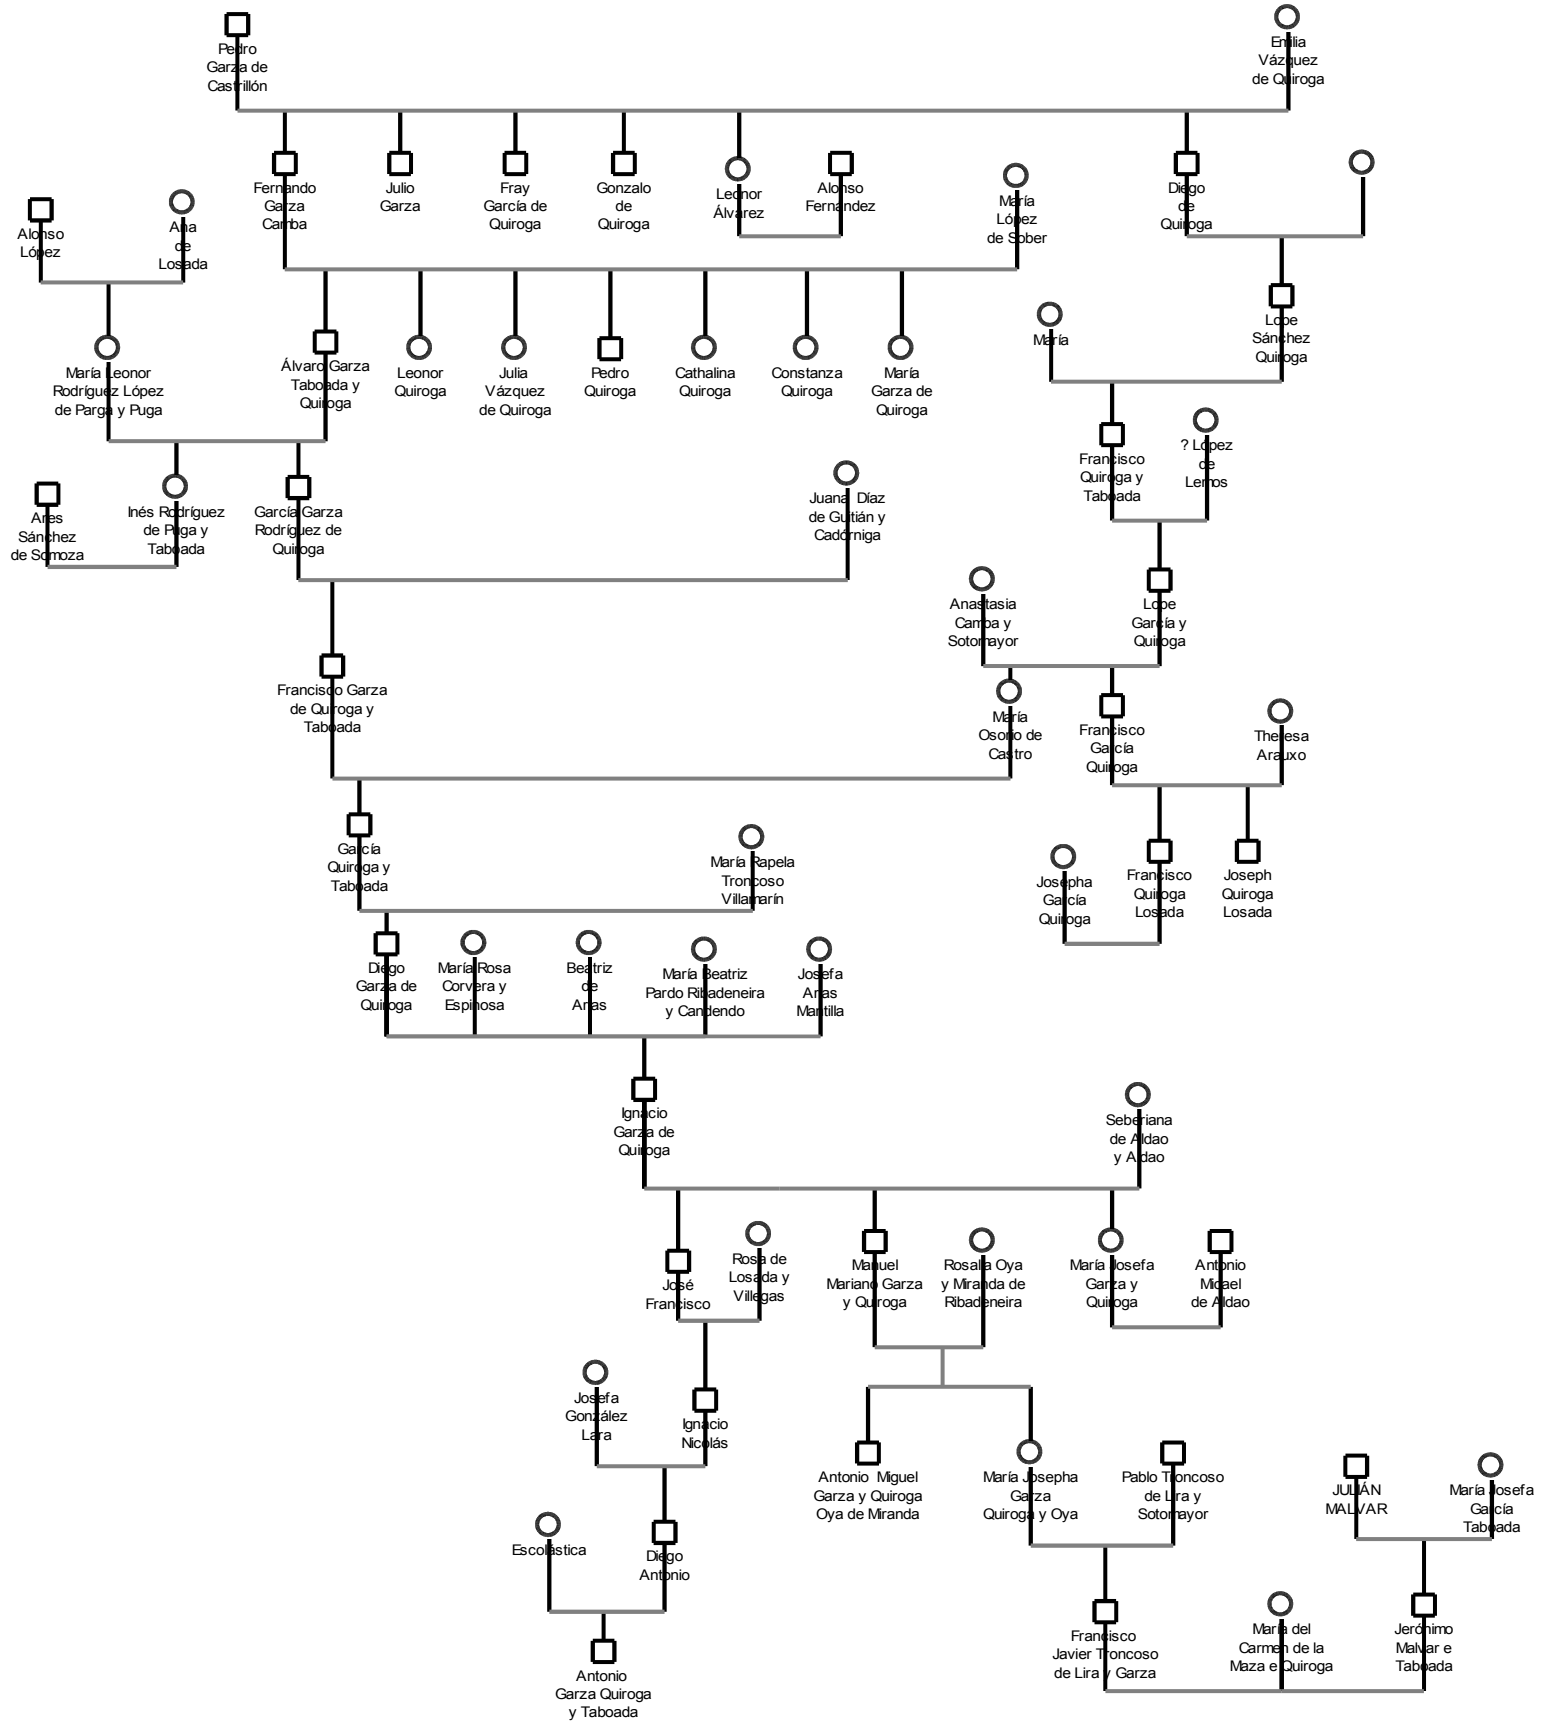 Pedro
Garza de
Castrillón
Emilia
Vázquez
de Quiroga
Fernando
Garza
Camba
Julio
Garza
Fray
García de
Quiroga
Gonzalo
de
Quiroga
Leonor
Álvarez
Alonso
Fernández
María
López
de Sober
Diego
de
Quiroga
Alonso
López
Ana
de
Losada
María Leonor
Rodríguez López
de Parga y Puga
Álvaro Garza
Taboada y
Quiroga
Leonor
Quiroga
Julia
Vázquez
de Quiroga
Pedro
Quiroga
Cathalina
Quiroga
Constanza
Quiroga
María
Garza de
Quiroga
María
Lope
Sánchez
Quiroga
Francisco
Quiroga y
Taboada
? López
de
Lemos
Ares
Sánchez
de Somoza
Inés Rodríguez
de Puga y
Taboada
García Garza
Rodríguez de
Quiroga
Juana Díaz
de Guitián y
Cadórniga
Anastasia
Camba y
Sotomayor
Lope
García y
Quiroga
Francisco Garza
de Quiroga y
Taboada
María
Osorio de
Castro
Francisco
García
Quiroga
Theresa
Arauxo
García
Quiroga y
Taboada
María Rapela
Troncoso
Villamarín
Josepha
García
Quiroga
Francisco
Quiroga
Losada
Joseph
Quiroga
Losada
Diego
Garza de
Quiroga
María Rosa
Corvera y
Espinosa
Beatriz
de
Arias
María Beatriz
Pardo Ribadeneira
y Candendo
Josefa
Arias
Mantilla
Ignacio
Garza de
Quiroga
Seberiana
de Aldao
y Aldao
José
Francisco
Rosa de
Losada y
Villegas
Manuel
Mariano Garza
y Quiroga
Rosalía Oya
y Miranda de
Ribadeneira
María Josefa
Garza y
Quiroga
Antonio
Micael
de Aldao
Josefa
González
Lara
Ignacio
Nicolás
Antonio Miguel
Garza y Quiroga
Oya de Miranda
María Josepha
Garza
Quiroga y Oya
Pablo Troncoso
de Lira y
Sotomayor
JULIÁN
MALVAR
María Josefa
García
Taboada
Escolástica
Diego
Antonio
Francisco
Javier Troncoso
de Lira y Garza
María del
Carmen de la
Maza e Quiroga
Jerónimo
Malvar e
Taboada
Antonio
Garza Quiroga
y Taboada